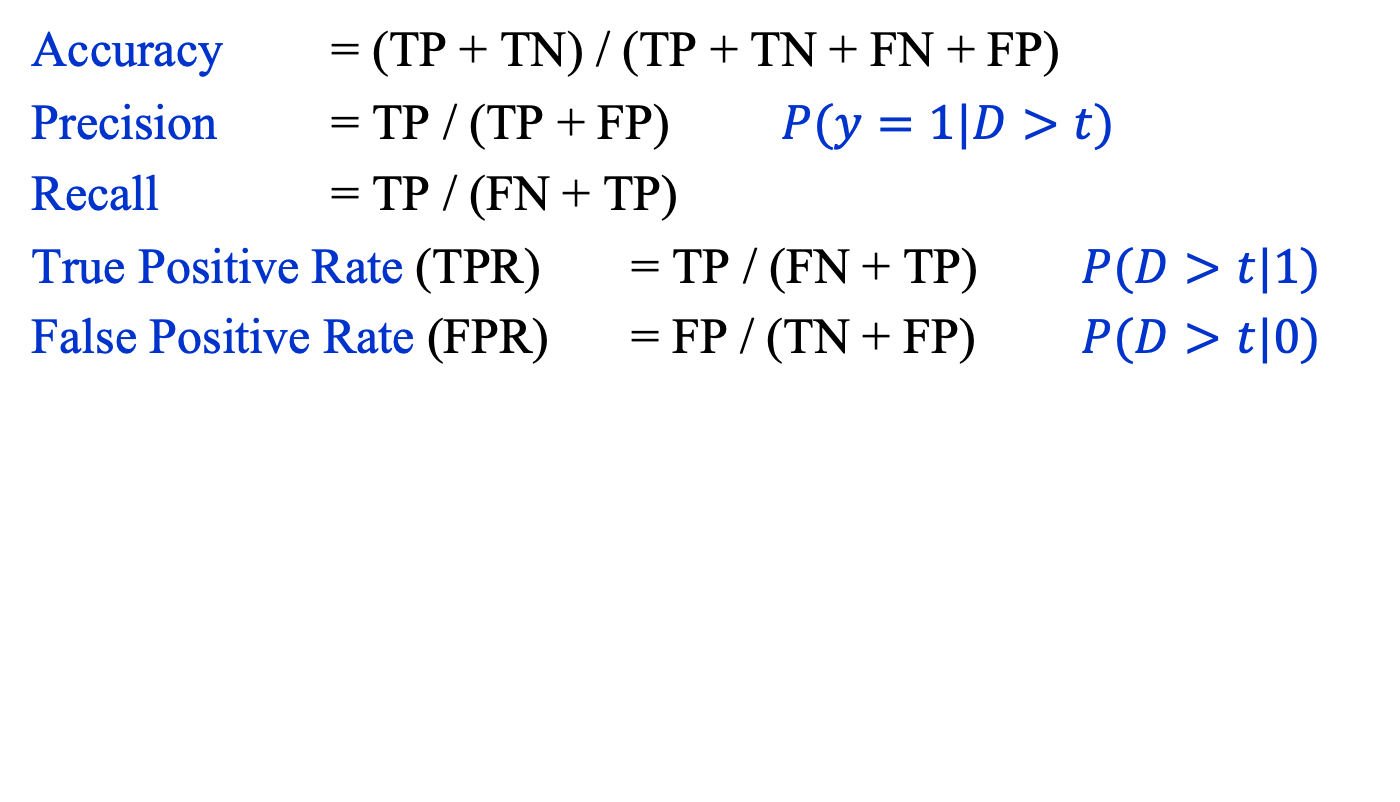 Accuracy = (TP + TN) / (TP + TN + FN + FP)
Precision = TP / (TP + FP) P(y = 1|D > t)
Recall = TP / (FN + TP)
True Positive Rate (TPR) = TP / (FN + TP) P(D > t|1)
False Positive Rate (FPR) = FP / (TN + FP) P(D > t|0)